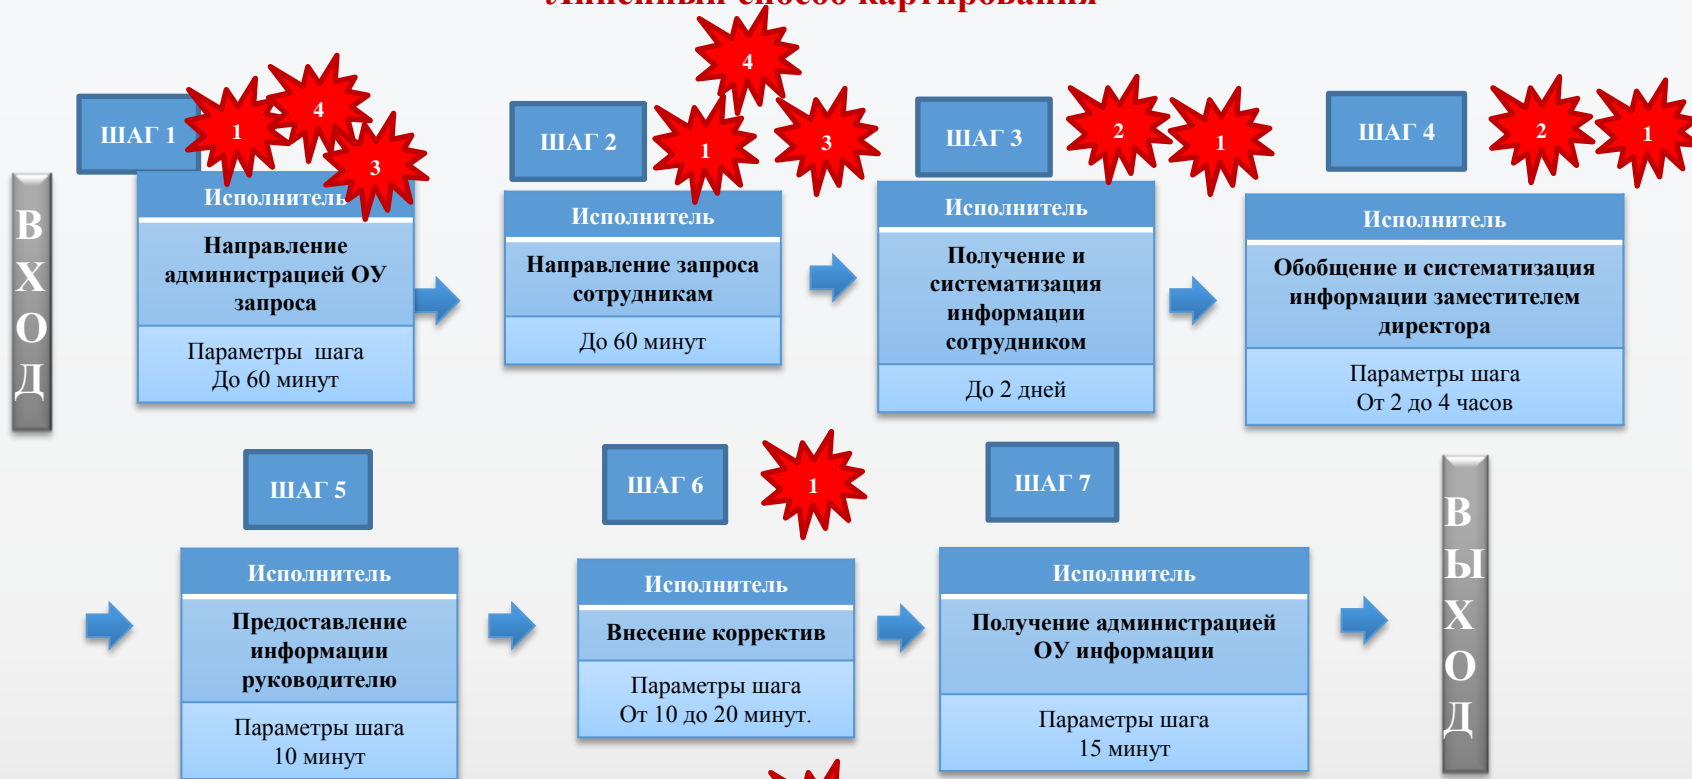 Линейный способ картирования
ВХОД
ШАГ 1
1
4
3
Исполнитель
Направление
администрацией ОУ
запроса
Параметры шага
До 60 минут
ШАГ 2
4
1
3
Исполнитель
Направление запроса
сотрудникам
До 60 минут
ШАГ 3
2
1
Исполнитель
Получение и
систематизация
информации
сотрудником
До 2 дней
ШАГ 4
2
1
Исполнитель
Обобщение и систематизация
информации заместителем
директора
Параметры шага
От 2 до 4 часов
ШАГ 5
Исполнитель
Предоставление
информации
руководителю
Параметры шага
10 минут
ШАГ 6
1
Исполнитель
Внесение корректив
Параметры шага
От 10 до 20 минут.
ШАГ 7
Исполнитель
Получение администрацией
ОУ информации
Параметры шага
15 минут
ВЫХОД